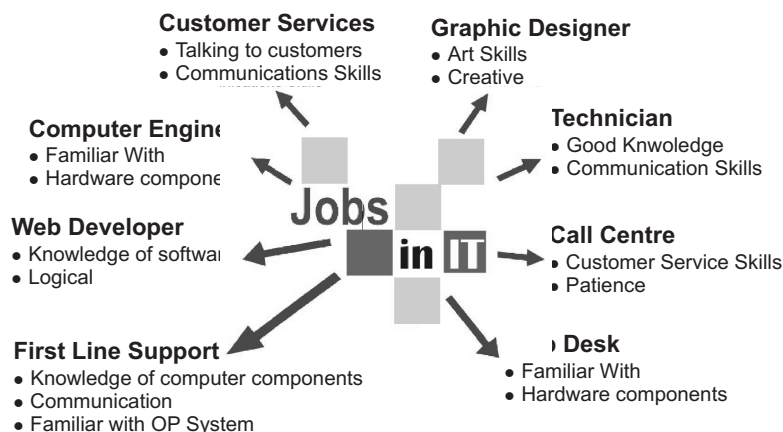 Customer Services
• Talking to customers
• Communications Skills
Graphic Designer
• Art Skills
• Creative
Computer Engine
• Familiar With
• Hardware compone
Technician
• Good Knwoledge
• Communication Skills
Jobs
in IT
Web Developer
• Knowledge of softwa
• Logical
Call Centre
• Customer Service Skills
• Patience
First Line Support
• Knowledge of computer components
• Communication
• Familiar with OP System
Desk
• Familiar With
• Hardware components